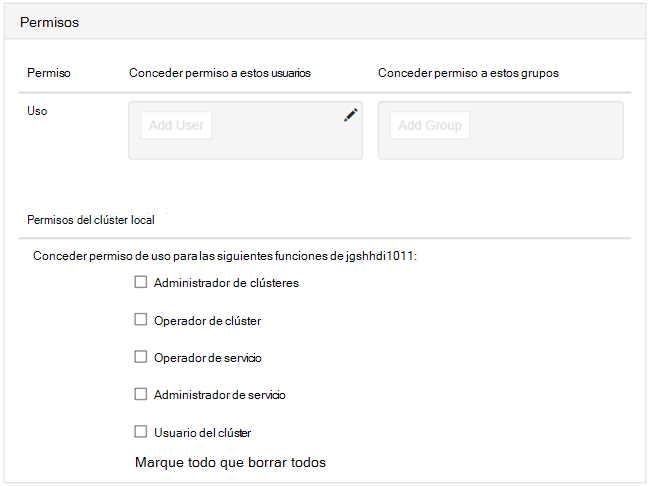 Permisos
Permiso Conceder permiso a estos usuarios Conceder permiso a estos grupos
Uso Add User Add Group
Permisos del clúster local
Conceder permiso de uso para las siguientes funciones de jgshhdi1011:
Administrador de clústeres
Operador de clúster
Operador de servicio
Administrador de servicio
Usuario del clúster
Marque todo que borrar todos